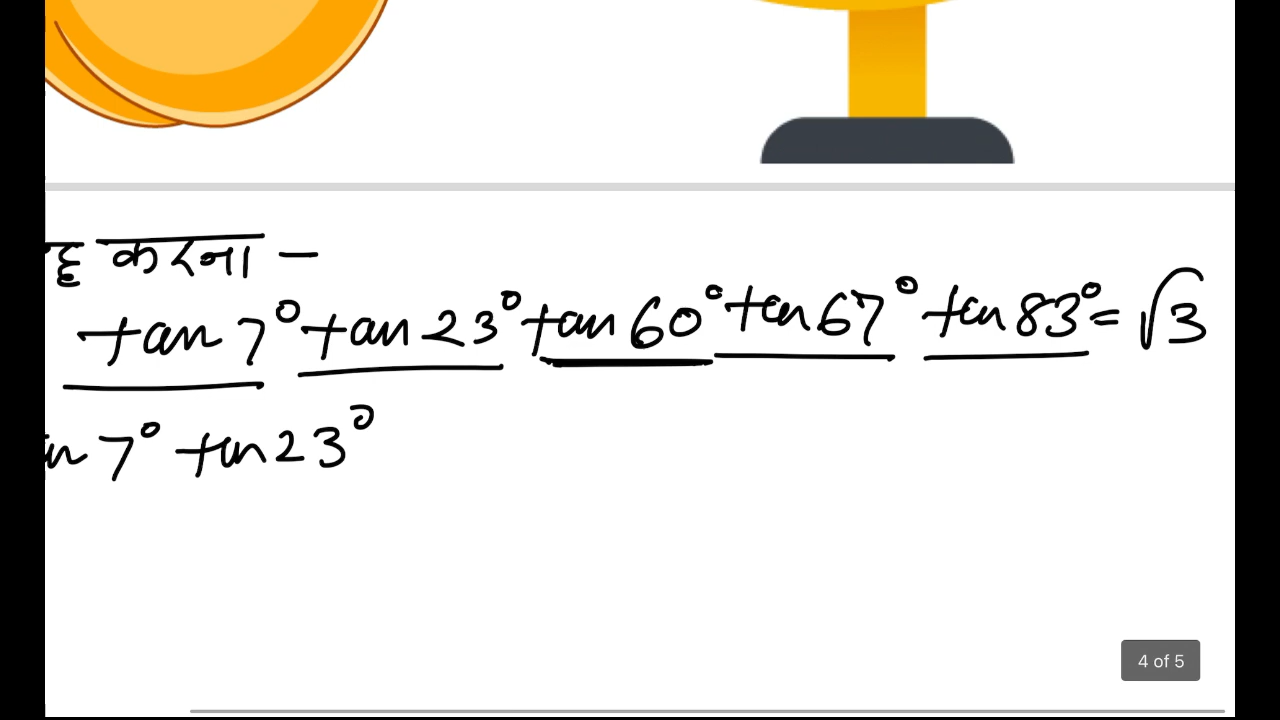 करना –
tan 7° tan 23° tan 60° tan 67° tan 83° = √3
7° tan 23°
4 of 5